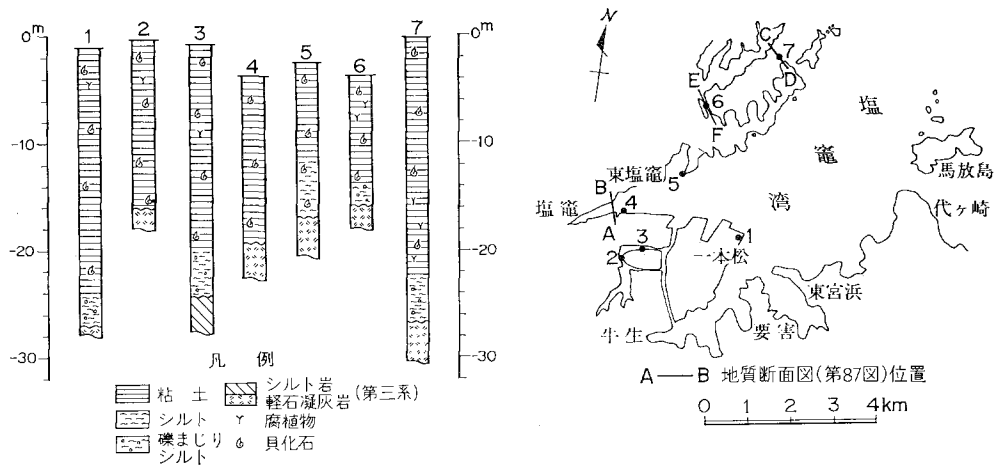 0m
-10
-20
-30
1
2
3
4
5
6
7
0m
-10
-20
-30
凡 例
粘 土
シルト
礫まじり
シルト
シルト岩
軽石凝灰岩
(第三系)
腐植物
貝化石
N
C
7
D
E
6
F
塩
竈
湾
馬放島
東塩竈
5
B
4
塩竈
A
代ヶ崎
3
2
1
一本松
東宮浜
牛生
要害
A——B 地質断面図(第87図)位置
0 1 2 3 4km